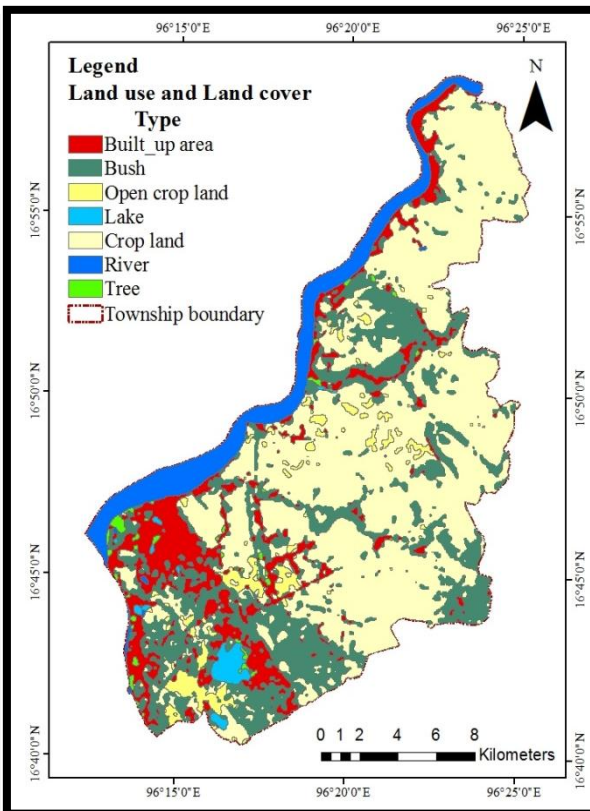 96°15'0"E 96°20'0"E 96°25'0"E
Legend
Land use and Land cover
Type
Built_up area
Bush
Open crop land
Lake
Crop land
River
Tree
Township boundary
N
16°55'0"N 16°55'0"N
16°50'0"N 16°50'0"N
16°45'0"N 16°45'0"N
16°40'0"N 16°40'0"N
0 1 2 4 6 8
Kilometers
96°15'0"E 96°20'0"E 96°25'0"E